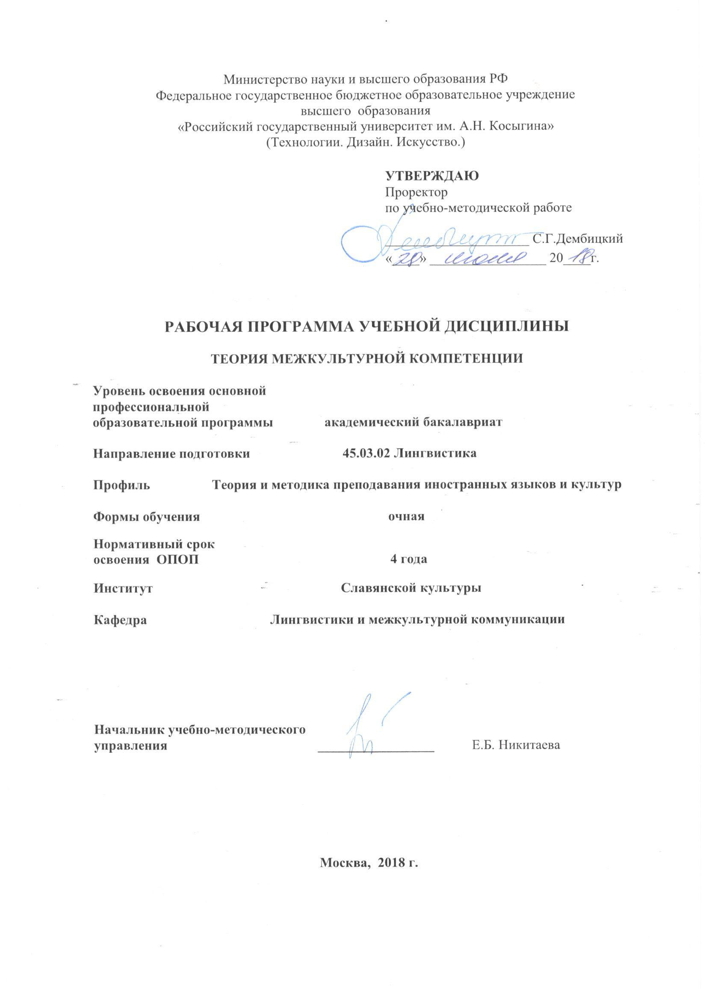 Министерство науки и высшего образования РФ
Федеральное государственное бюджетное образовательное учреждение
высшего образования
«Российский государственный университет им. А.Н. Косыгина»
(Технологии. Дизайн. Искусство.)
УТВЕРЖДАЮ
Проректор
по учебно-методической работе
С.Г.Дембицкий
«28» июня 2018г.
РАБОЧАЯ ПРОГРАММА УЧЕБНОЙ ДИСЦИПЛИНЫ
ТЕОРИЯ МЕЖКУЛЬТУРНОЙ КОМПЕТЕНЦИИ
Уровень освоения основной
профессиональной
образовательной программы академический бакалавриат
Направление подготовки 45.03.02 Лингвистика
Профиль Теория и методика преподавания иностранных языков и культур
Формы обучения очная
Нормативный срок
освоения ОПОП 4 года
Институт Славянской культуры
Кафедра Лингвистики и межкультурной коммуникации
Начальник учебно-методического
управления Е.Б. Никитаева
Москва, 2018 г.